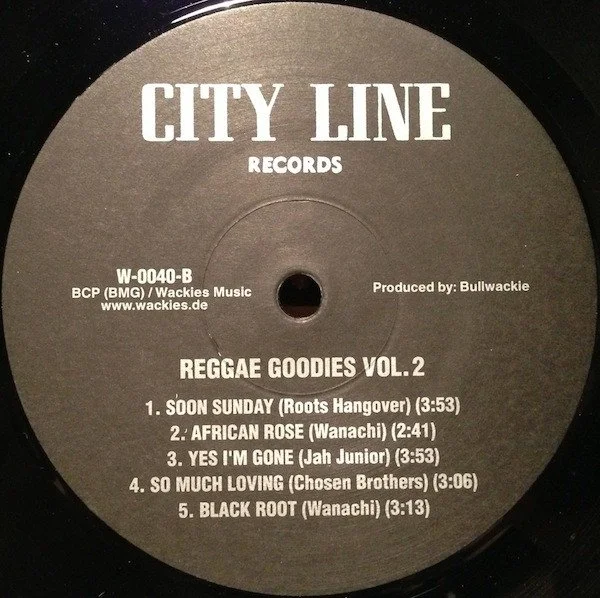 CITY LINE
RECORDS
W-0040-B
BCP (BMG) / Wackies Music
www.wackies.de
Produced by: Bullwackie
REGGAE GOODIES VOL. 2
1. SOON SUNDAY (Roots Hangover) (3:53)
2. AFRICAN ROSE (Wanachi) (2:41)
3. YES I'M GONE (Jah Junior) (3:53)
4. SO MUCH LOVING (Chosen Brothers) (3:06)
5. BLACK ROOT (Wanachi) (3:13)